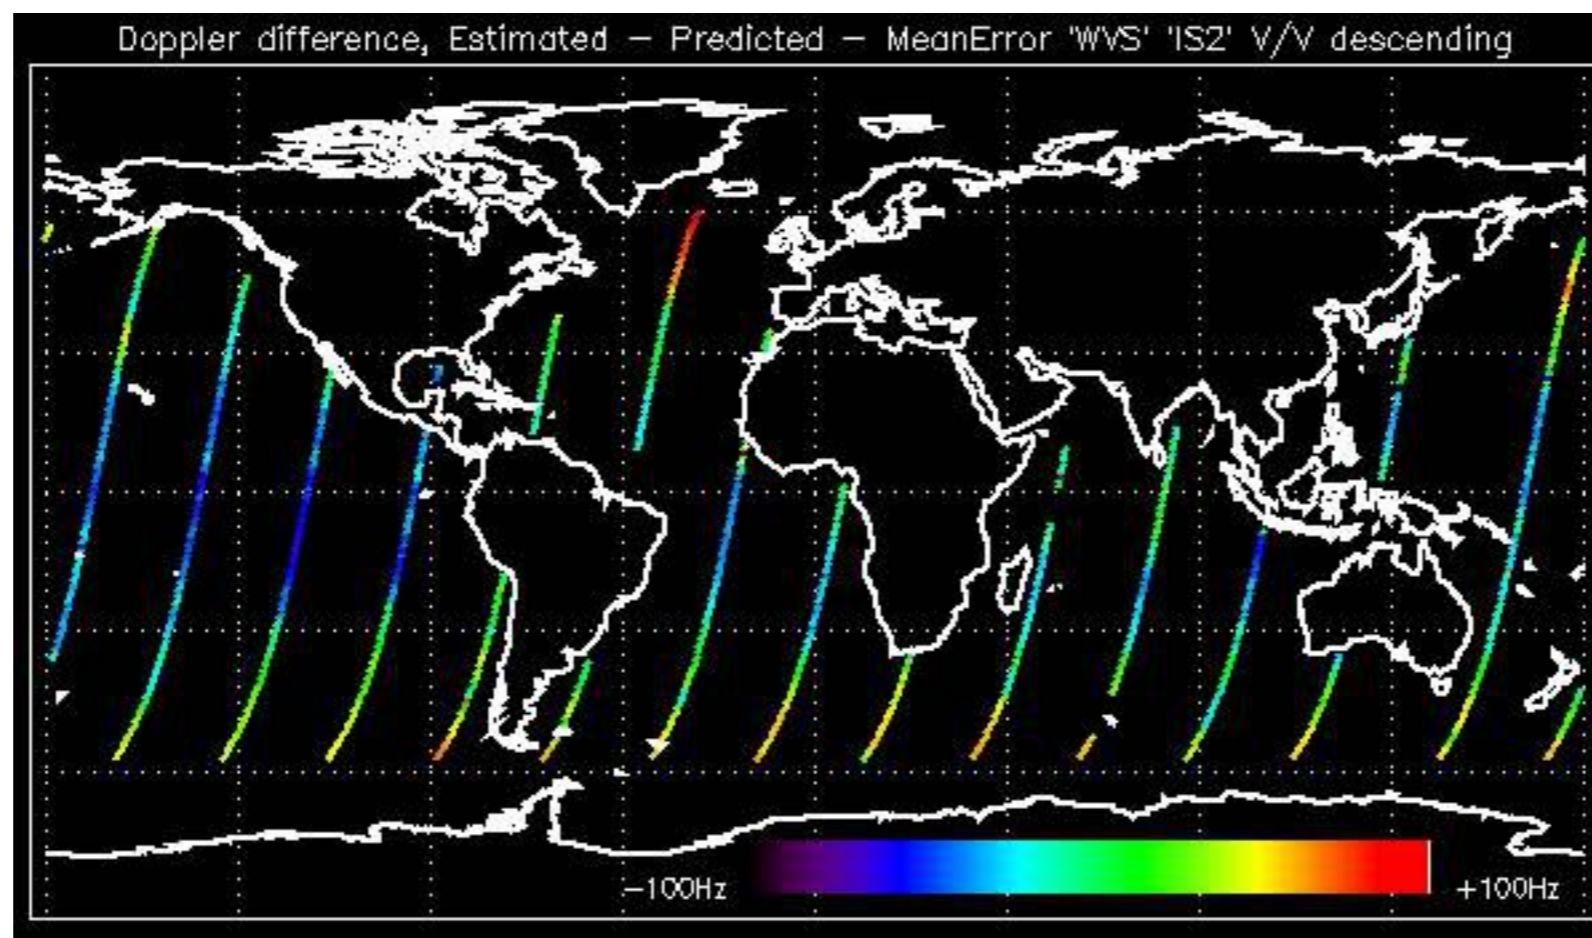 Doppler difference, Estimated – Predicted – MeanError 'WVS' 'IS2' V/V descending
–100Hz
+100Hz